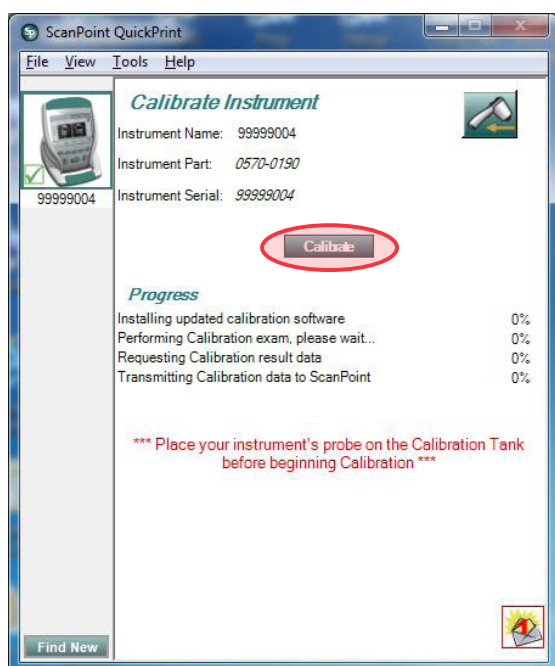 ScanPoint QuickPrint
File View Tools Help
Calibrate Instrument
Instrument Name: 99999004
Instrument Part: 0570-0190
Instrument Serial: 99999004
99999004
Calibrate
Progress
Installing updated calibration software 0%
Performing Calibration exam, please wait... 0%
Requesting Calibration result data 0%
Transmitting Calibration data to ScanPoint 0%
*** Place your instrument's probe on the Calibration Tank
before beginning Calibration ***
Find New